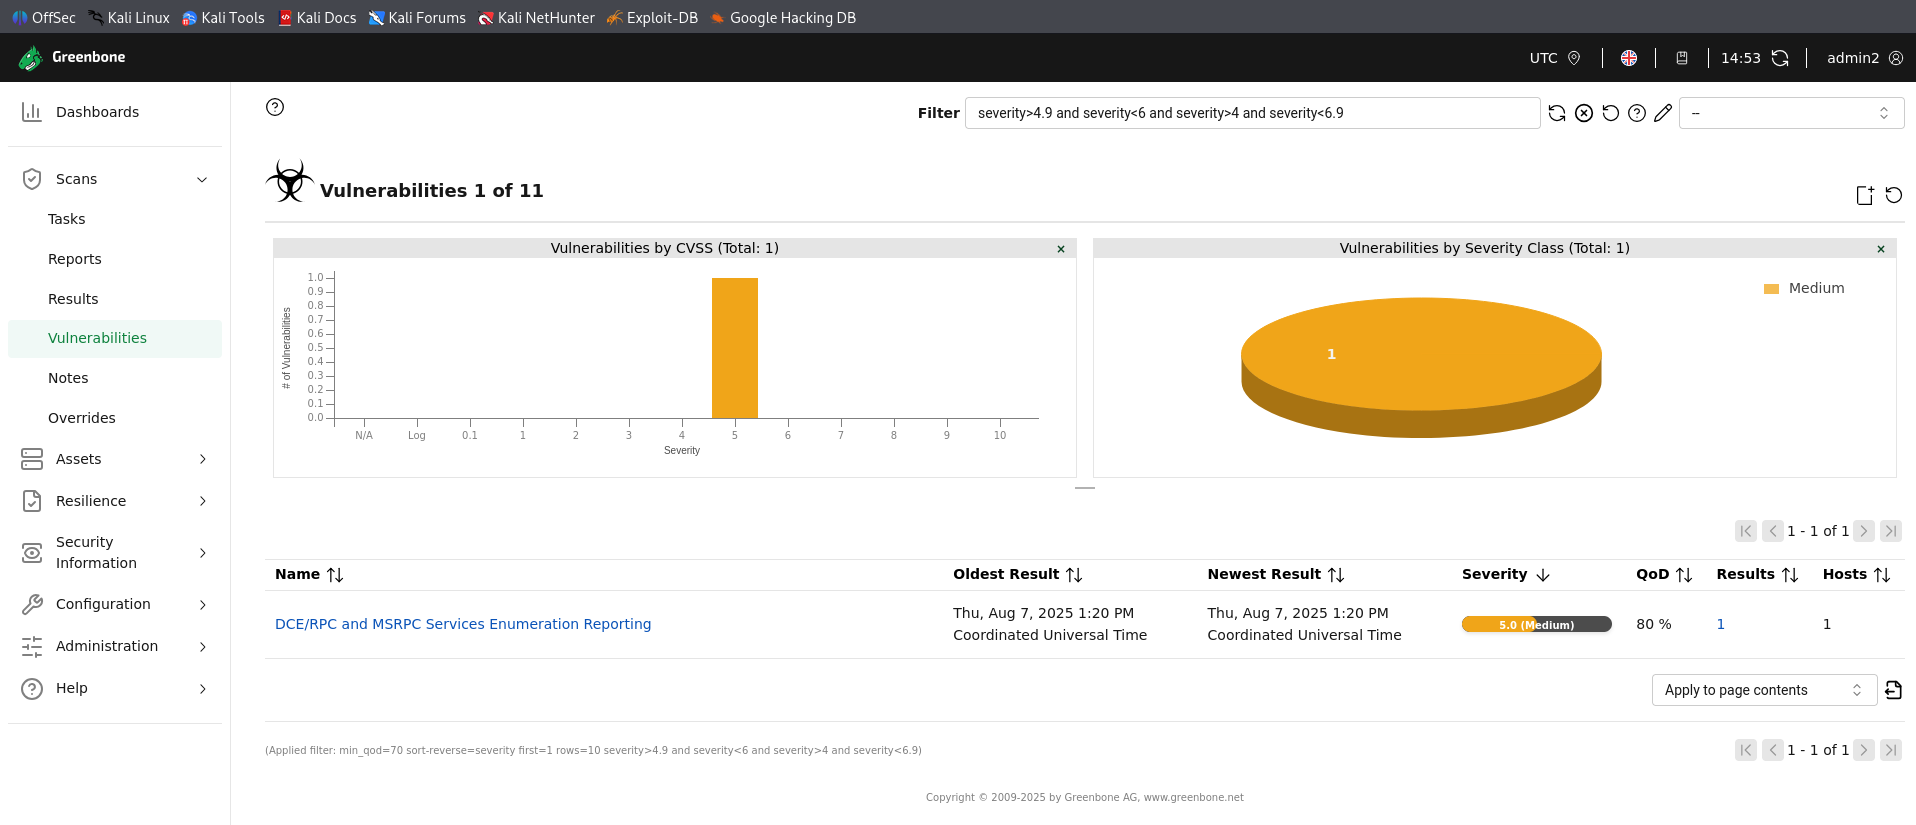 OffSec Kali Linux Kali Tools Kali Docs Kali Forums Kali NetHunter Exploit-DB Google Hacking DB
Greenbone UTC 14:53 admin2
Dashboards
Scans
Tasks
Reports
Results
Vulnerabilities
Notes
Overrides
Assets
Resilience
Security
Information
Configuration
Administration
Help
Filter severity>4.9 and severity<6 and severity>4 and severity<6.9 --
Vulnerabilities 1 of 11
Vulnerabilities by CVSS (Total: 1) ×
# of Vulnerabilities
1.0
0.9
0.8
0.7
0.6
0.5
0.4
0.3
0.2
0.1
0.0
N/A Log 0.1 1 2 3 4 5 6 7 8 9 10
Severity
Vulnerabilities by Severity Class (Total: 1) ×
Medium
1
1 - 1 of 1
Name Oldest Result Newest Result Severity QoD Results Hosts
DCE/RPC and MSRPC Services Enumeration Reporting
Thu, Aug 7, 2025 1:20 PM
Coordinated Universal Time
Thu, Aug 7, 2025 1:20 PM
Coordinated Universal Time
5.0 (Medium) 80 % 1 1
Apply to page contents
(Applied filter: min_qod=70 sort-reverse=severity first=1 rows=10 severity>4.9 and severity<6 and severity>4 and severity<6.9)
1 - 1 of 1
Copyright © 2009-2025 by Greenbone AG, www.greenbone.net